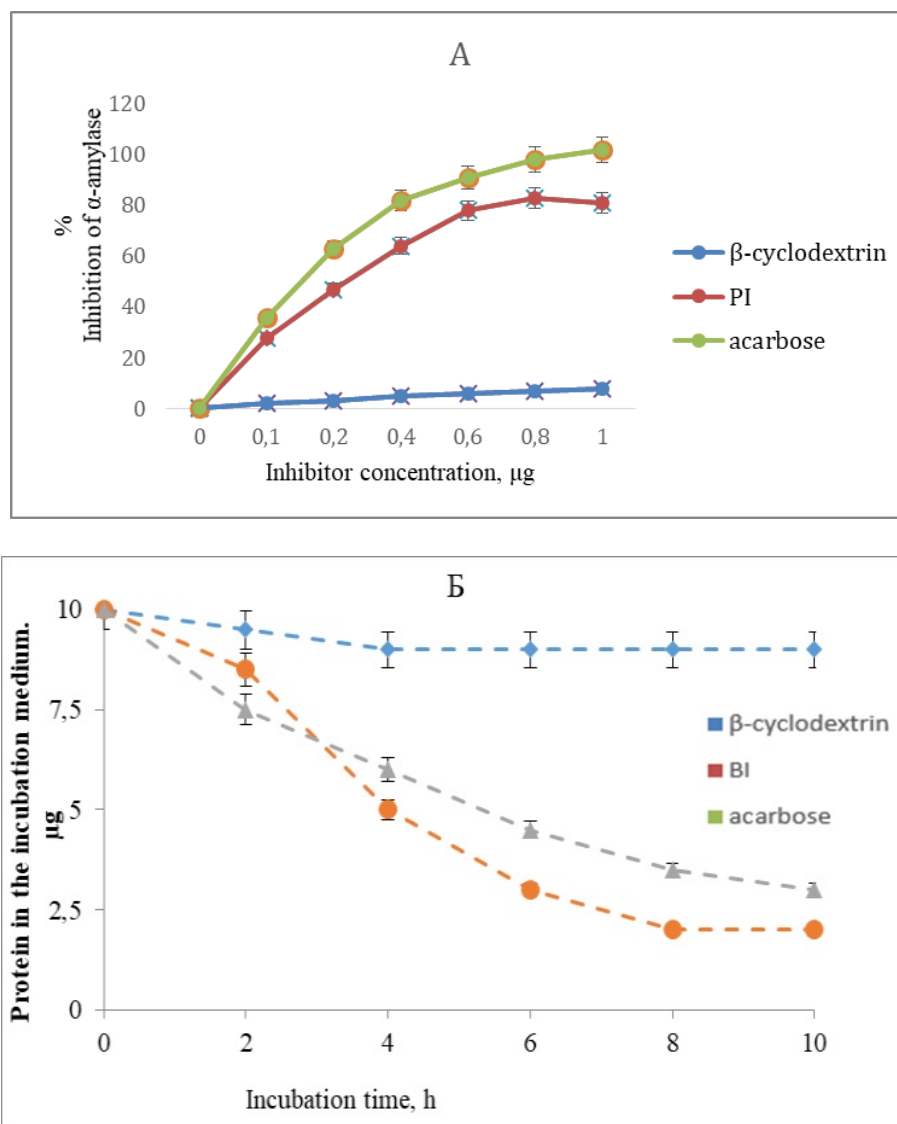 А
120
100
80
60
40
20
0
%
Inhibition of α-amylase
0 0,1 0,2 0,4 0,6 0,8 1
Inhibitor concentration, μg
β-cyclodextrin
PI
acarbose
Б
10
7,5
5
2,5
0
Protein in the incubation medium.
μg
0 2 4 6 8 10
Incubation time, h
β-cyclodextrin
BI
acarbose